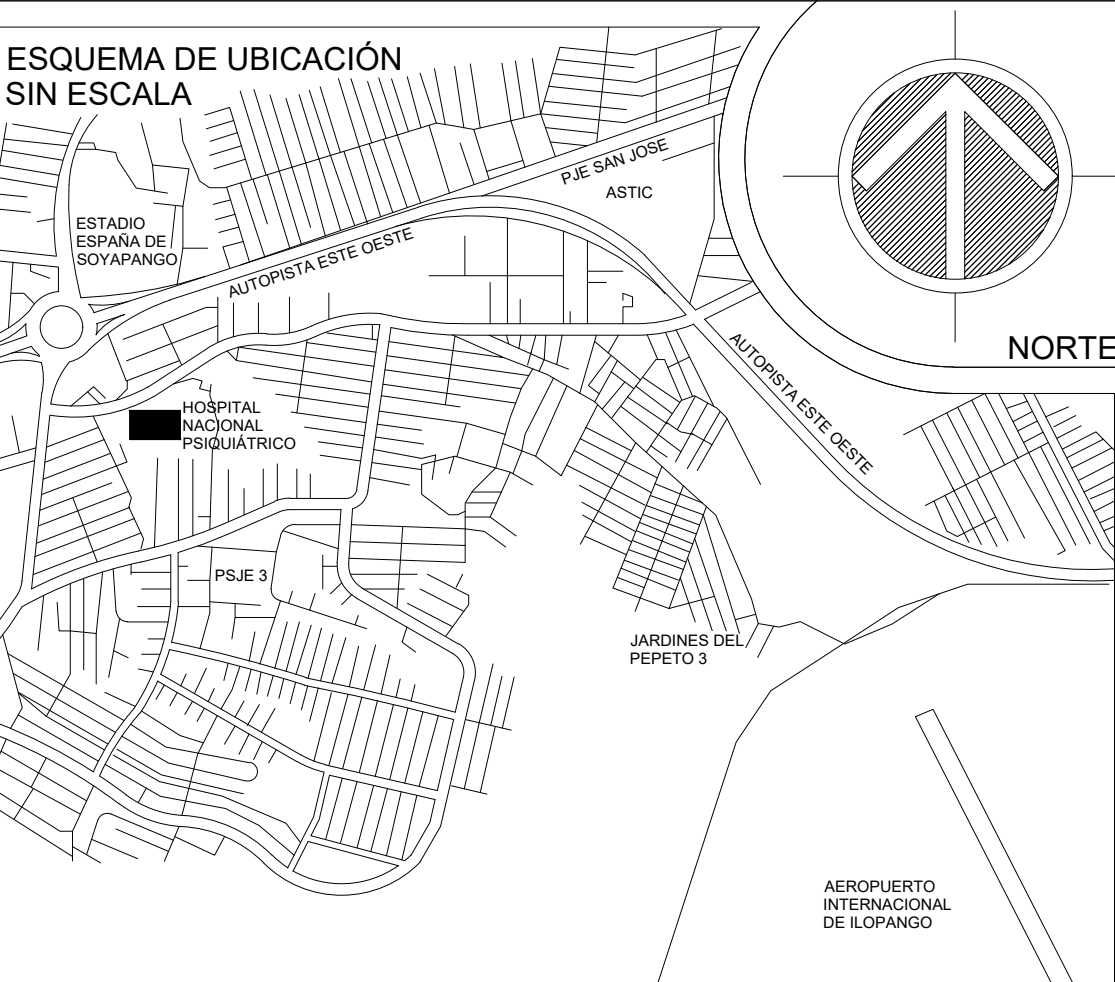 ESQUEMA DE UBICACIÓN
SIN ESCALA
PJE SAN JOSE
ASTIC
ESTADIO
ESPAÑA DE
SOYAPANGO
AUTOPISTA ESTE OESTE
NORTE
AUTOPISTA ESTE OESTE
HOSPITAL
NACIONAL
PSIQUIÁTRICO
PSJE 3
JARDINES DEL
PEPETO 3
AEROPUERTO
INTERNACIONAL
DE ILOPANGO